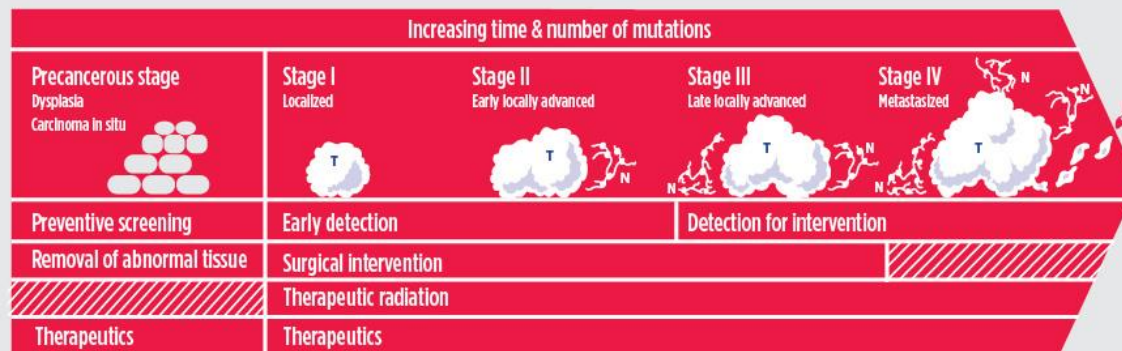 Increasing time & number of mutations
Precancerous stage
Dysplasia
Carcinoma in situ
Stage I
Localized
T
Stage II
Early locally advanced
T
N
Stage III
Late locally advanced
N
T
N
Stage IV
Metastasized
N
N
N
T
Preventive screening
Early detection
Detection for intervention
Removal of abnormal tissue
Surgical intervention
Therapeutic radiation
Therapeutics
Therapeutics